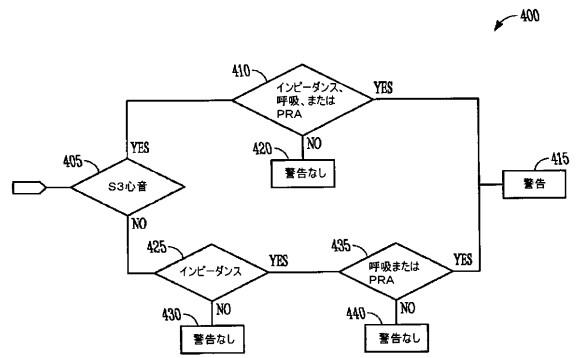 400
410
インピーダンス、
呼吸、または
PRA
YES
NO
420
警告なし
415
警告
YES
405
S3心音
NO
425
インピーダンス
YES
NO
430
警告なし
435
呼吸または
PRA
YES
NO
440
警告なし